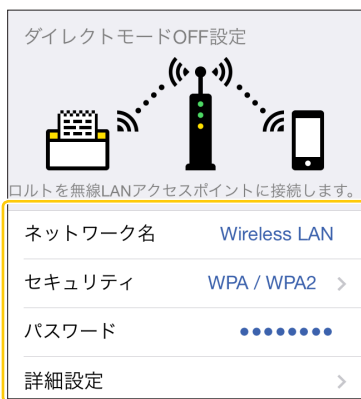 ダイレクトモードOFF設定
ロルトを無線LANアクセスポイントに接続します。
ネットワーク名 Wireless LAN
セキュリティ WPA / WPA2 >
パスワード ●●●●●●●●
詳細設定 >